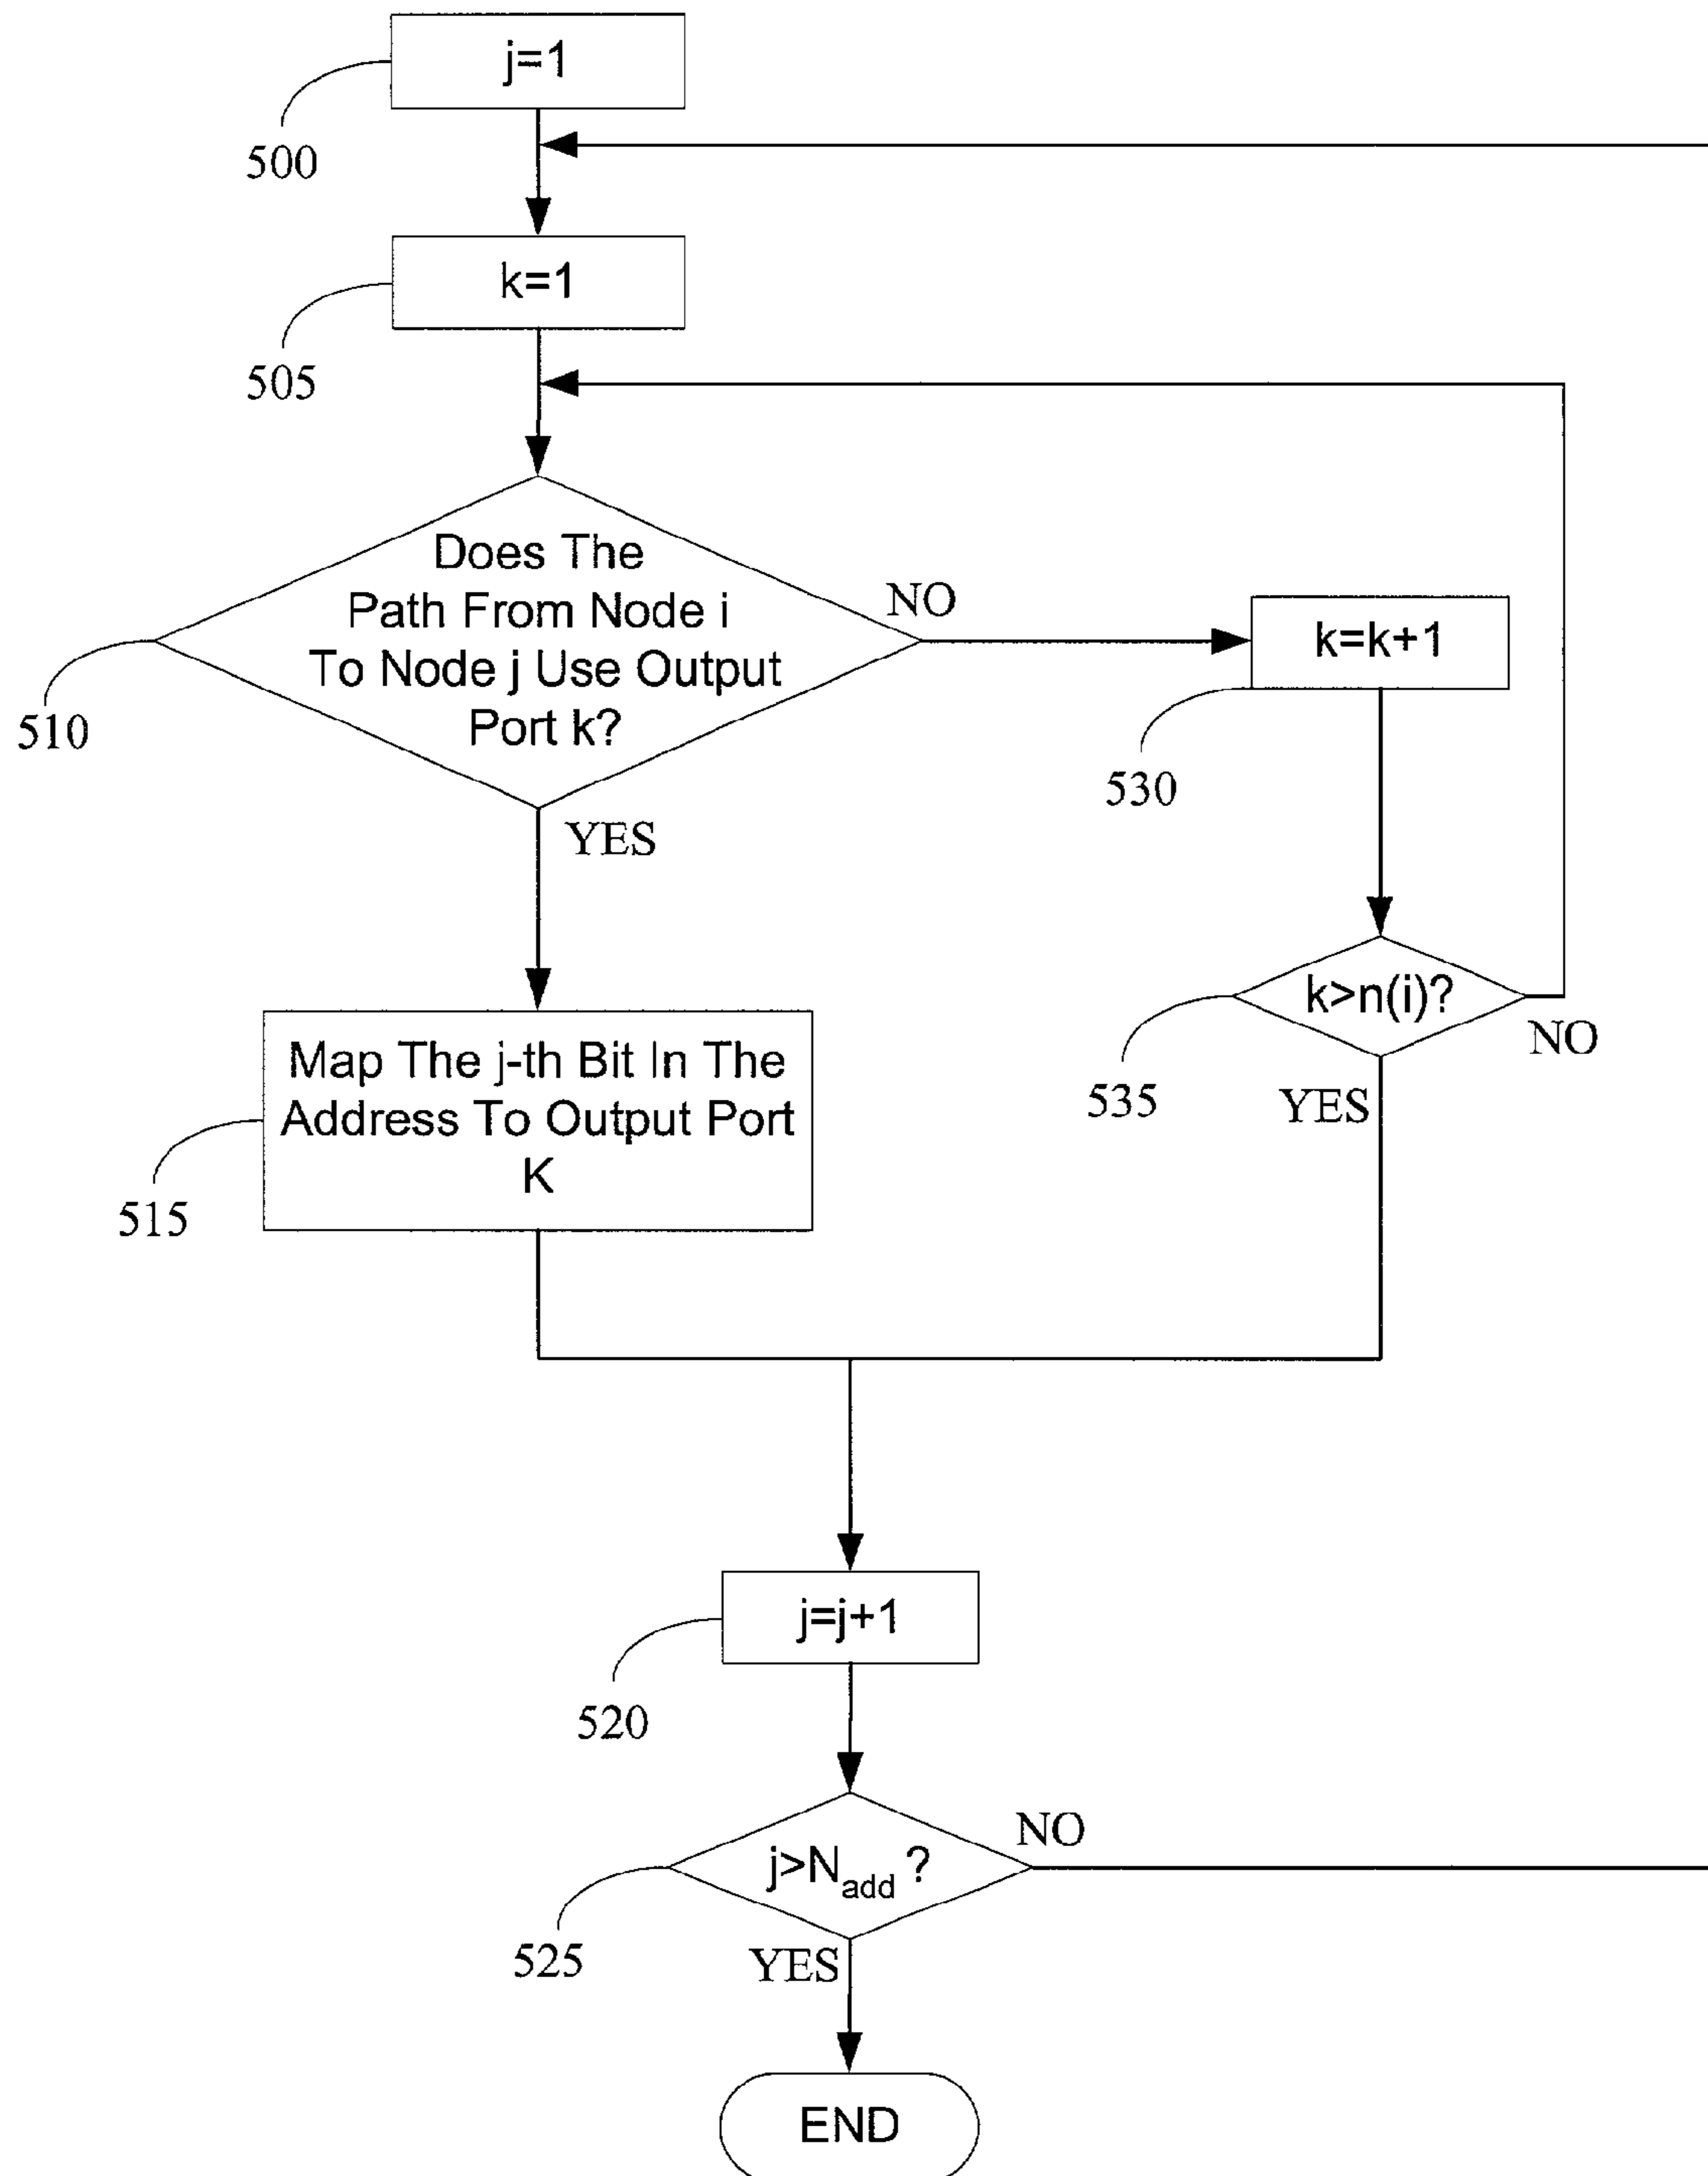 j=1
500
k=1
505
Does The
Path From Node i
To Node j Use Output
Port k?
510
NO
k=k+1
530
YES
k>n(i)?
NO
535
YES
Map The j-th Bit In The
Address To Output Port
K
515
j=j+1
520
j>Nadd ?
NO
525
YES
END